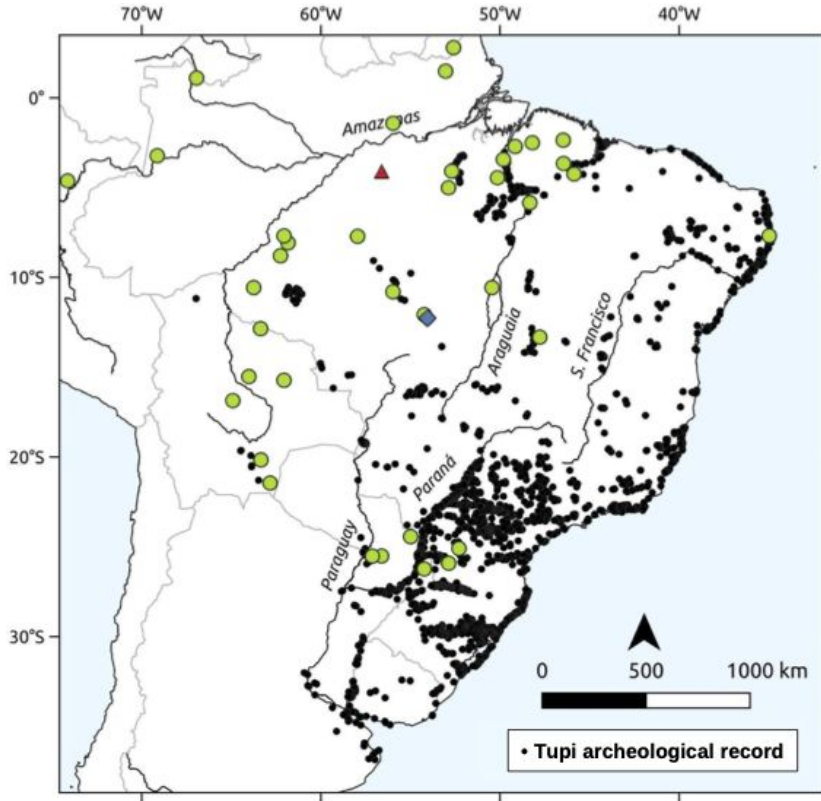 70°W 60°W 50°W 40°W
0°
Amazonas
10°S
Araguaia
S. Francisco
20°S
Paraná
Paraguay
30°S
0 500 1000 km
• Tupi archeological record